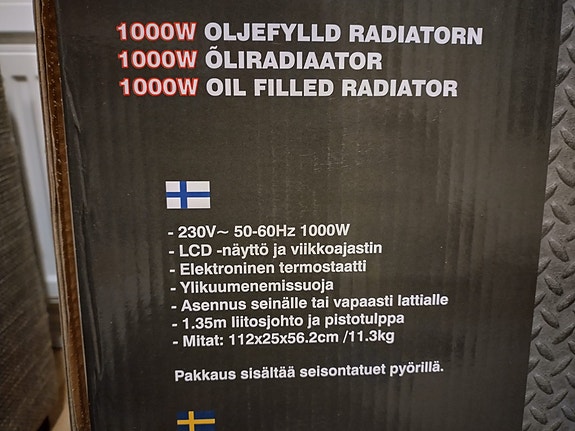 1000W OLJEFYLLD RADIATORN
1000W ÕLIRADIAATOR
1000W OIL FILLED RADIATOR
- 230V~ 50-60Hz 1000W
- LCD -näyttö ja viikkoajastin
- Elektroninen termostaatti
- Ylikuumenemissuoja
- Asennus seinälle tai vapaasti lattialle
- 1.35m liitosjohto ja pistotulppa
- Mitat: 112x25x56.2cm /11.3kg
Pakkaus sisältää seisontatuet pyörillä.